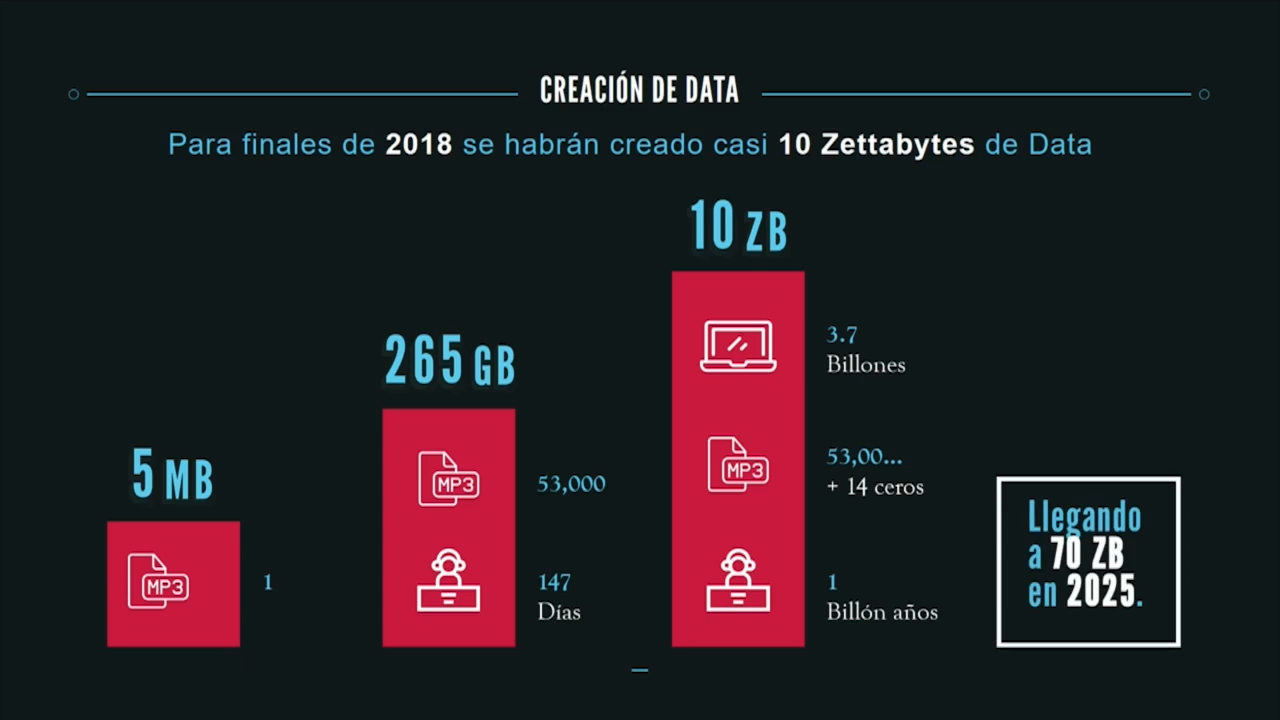 CREACIÓN DE DATA
Para finales de 2018 se habrán creado casi 10 Zettabytes de Data
5 MB
MP3
1
265 GB
MP3
53,000
147
Días
10 ZB
3.7
Billones
MP3
53,00...
+ 14 ceros
1
Billón años
Llegando
a 70 ZB
en 2025.